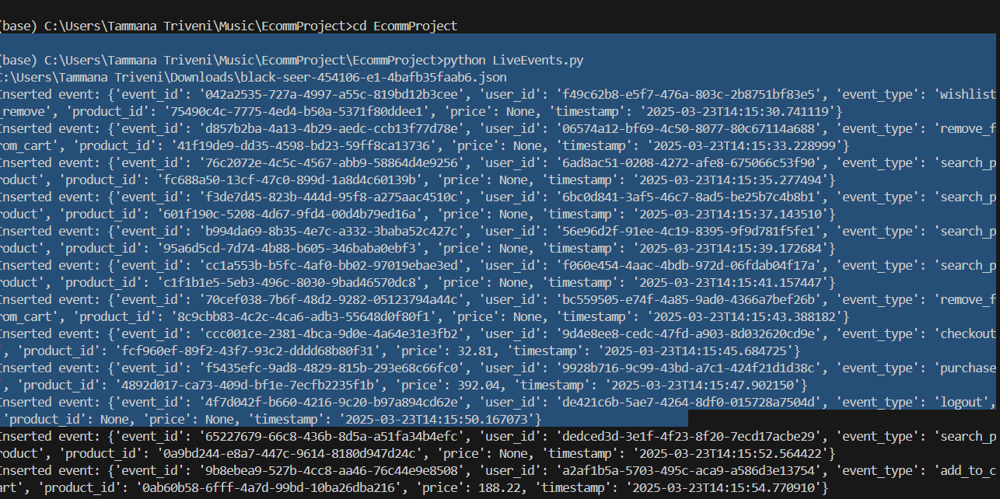 (base) C:\Users\Tammana Triveni\Music\EcommProject>cd EcommProject
(base) C:\Users\Tammana Triveni\Music\EcommProject\EcommProject>python LiveEvents.py
C:\Users\Tammana Triveni\Downloads\black-seer-454106-e1-4bafb35faab6.json
Inserted event: {'event_id': '042a2535-727a-4997-a55c-819bd12b3cee', 'user_id': 'f49c62b8-e5f7-476a-803c-2b8751bf83e5', 'event_type': 'wishlist
_remove', 'product_id': '75490c4c-7775-4ed4-b50a-5371f80ddee1', 'price': None, 'timestamp': '2025-03-23T14:15:30.741119'}
Inserted event: {'event_id': 'd857b2ba-4a13-4b29-aedc-ccb13f77d78e', 'user_id': '06574a12-bf69-4c50-8077-80c67114a688', 'event_type': 'remove_f
rom_cart', 'product_id': '41f19de9-dd35-4598-bd23-59ff8ca13736', 'price': None, 'timestamp': '2025-03-23T14:15:33.228999'}
Inserted event: {'event_id': '76c2072e-4c5c-4567-abb9-58864d4e9256', 'user_id': '6ad8ac51-0208-4272-afe8-675066c53f90', 'event_type': 'search_p
roduct', 'product_id': 'fc688a50-13cf-47c0-899d-1a8d4c60139b', 'price': None, 'timestamp': '2025-03-23T14:15:35.277494'}
Inserted event: {'event_id': 'f3de7d45-823b-444d-95f8-a275aac4510c', 'user_id': '6bc0d841-3af5-46c7-8ad5-be25b7c4b8b1', 'event_type': 'search_p
roduct', 'product_id': '601f190c-5208-4d67-9fd4-00d4b79ed16a', 'price': None, 'timestamp': '2025-03-23T14:15:37.143510'}
Inserted event: {'event_id': 'b994da69-8b35-4e7c-a332-3baba52c427c', 'user_id': '56e96d2f-91ee-4c19-8395-9f9d781f5fe1', 'event_type': 'search_p
roduct', 'product_id': '95a6d5cd-7d74-4b88-b605-346baba0ebf3', 'price': None, 'timestamp': '2025-03-23T14:15:39.172684'}
Inserted event: {'event_id': 'cc1a553b-b5fc-4af0-bb02-97019ebae3ed', 'user_id': 'f060e454-4aac-4bdb-972d-06fdab04f17a', 'event_type': 'search_p
roduct', 'product_id': 'c1f1b1e5-5eb3-496c-8030-9bad46570dc8', 'price': None, 'timestamp': '2025-03-23T14:15:41.157447'}
Inserted event: {'event_id': '70cef038-7b6f-48d2-9282-05123794a44c', 'user_id': 'bc559505-e74f-4a85-9ad0-4366a7bef26b', 'event_type': 'remove_f
rom_cart', 'product_id': '8c9cbb83-4c2c-4ca6-adb3-55648d0f80f1', 'price': None, 'timestamp': '2025-03-23T14:15:43.388182'}
Inserted event: {'event_id': 'ccc001ce-2381-4bca-9d0e-4a64e31e3fb2', 'user_id': '9d4e8ee8-cedc-47fd-a903-8d032620cd9e', 'event_type': 'checkout
', 'product_id': 'fcf960ef-89f2-43f7-93c2-dddd68b80f31', 'price': 32.81, 'timestamp': '2025-03-23T14:15:45.684725'}
Inserted event: {'event_id': 'f5435efc-9ad8-4829-815b-293e68c66fc0', 'user_id': '9928b716-9c99-43bd-a7c1-424f21d1d38c', 'event_type': 'purchase
', 'product_id': '4892d017-ca73-409d-bf1e-7ecfb2235f1b', 'price': 392.04, 'timestamp': '2025-03-23T14:15:47.902150'}
Inserted event: {'event_id': '4f7d042f-b660-4216-9c20-b97a894cd62e', 'user_id': 'de421c6b-5ae7-4264-8df0-015728a7504d', 'event_type': 'logout',
'product_id': None, 'price': None, 'timestamp': '2025-03-23T14:15:50.167073'}
Inserted event: {'event_id': '65227679-66c8-436b-8d5a-a51fa34b4efc', 'user_id': 'dedced3d-3e1f-4f23-8f20-7ecd17acbe29', 'event_type': 'search_p
roduct', 'product_id': '0a9bd244-e8a7-447c-9614-8180d947d24c', 'price': None, 'timestamp': '2025-03-23T14:15:52.564422'}
Inserted event: {'event_id': '9b8ebea9-527b-4cc8-aa46-76c44e9e8508', 'user_id': 'a2af1b5a-5703-495c-aca9-a586d3e13754', 'event_type': 'add_to_c
art', 'product_id': '0ab60b58-6fff-4a7d-99bd-10ba26dba216', 'price': 188.22, 'timestamp': '2025-03-23T14:15:54.770910'}